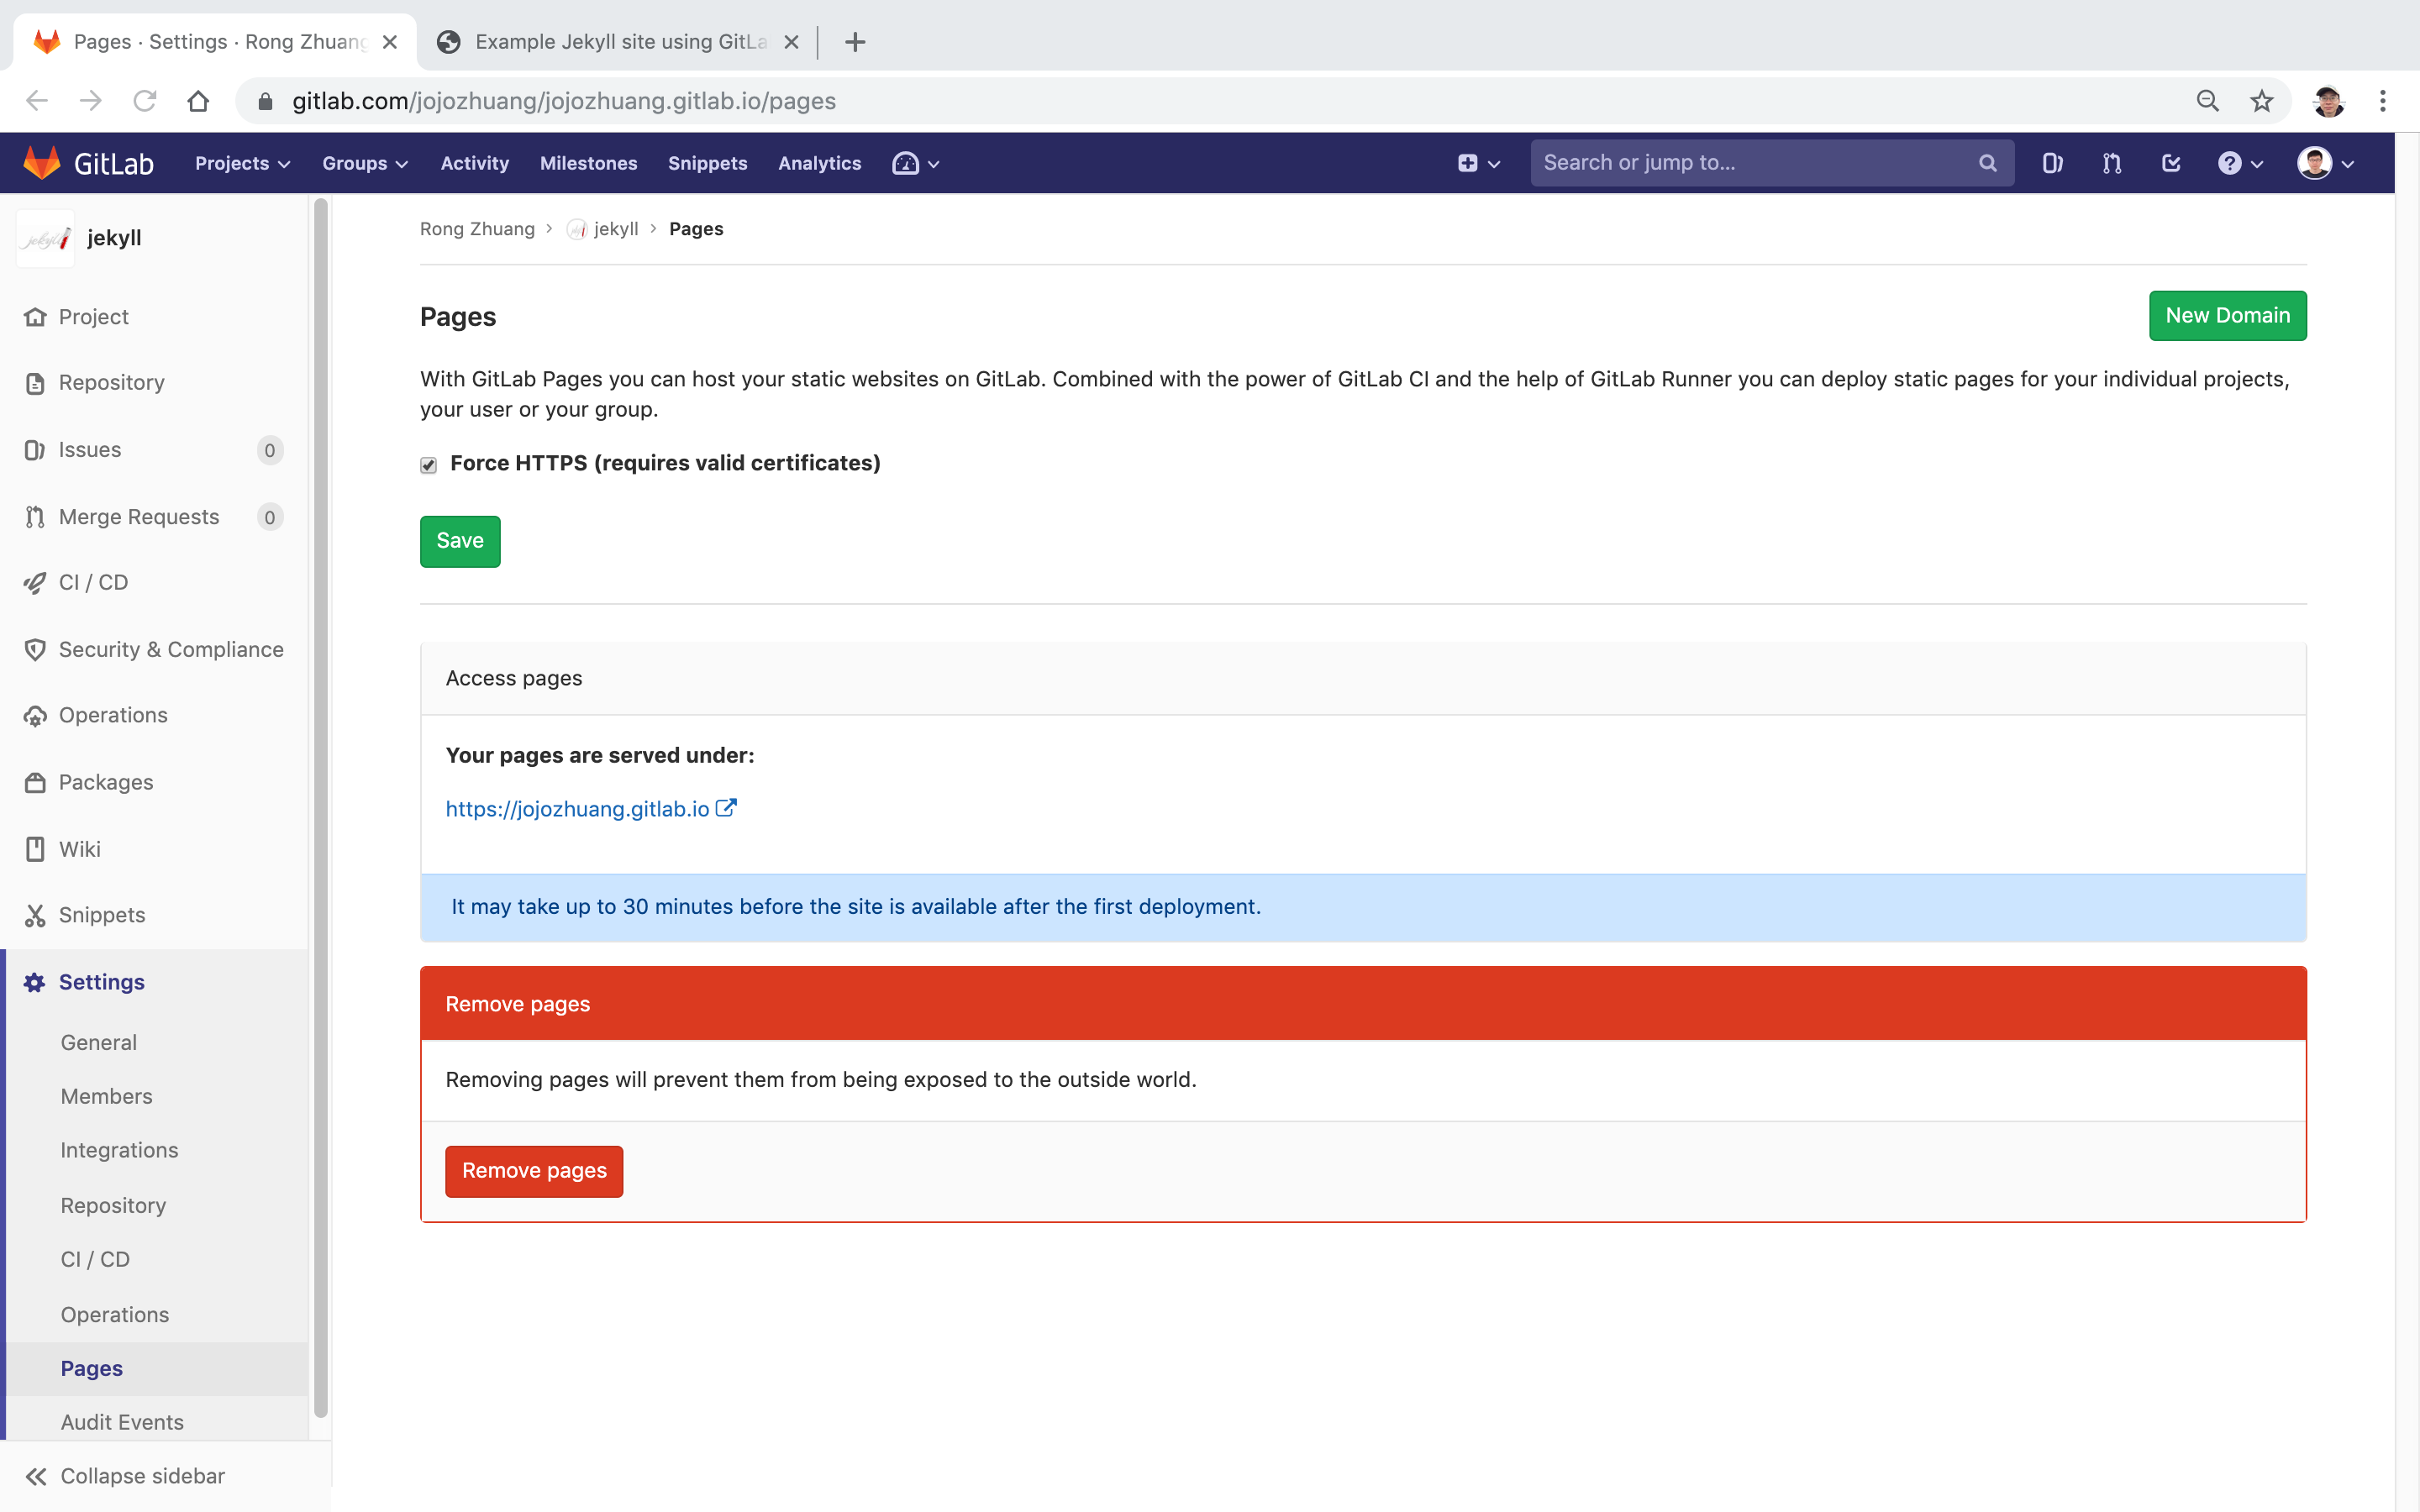 Pages · Settings · Rong Zhuang
Example Jekyll site using GitLa
gitlab.com/jojozhuang/jojozhuang.gitlab.io/pages
GitLab
Projects
Groups
Activity
Milestones
Snippets
Analytics
Search or jump to...
jekyll
Project
Repository
Issues 0
Merge Requests 0
CI / CD
Security & Compliance
Operations
Packages
Wiki
Snippets
Settings
General
Members
Integrations
Repository
CI / CD
Operations
Pages
Audit Events
Collapse sidebar
Rong Zhuang › jekyll › Pages
Pages
New Domain
With GitLab Pages you can host your static websites on GitLab. Combined with the power of GitLab CI and the help of GitLab Runner you can deploy static pages for your individual projects,
your user or your group.
Force HTTPS (requires valid certificates)
Save
Access pages
Your pages are served under:
https://jojozhuang.gitlab.io
It may take up to 30 minutes before the site is available after the first deployment.
Remove pages
Removing pages will prevent them from being exposed to the outside world.
Remove pages